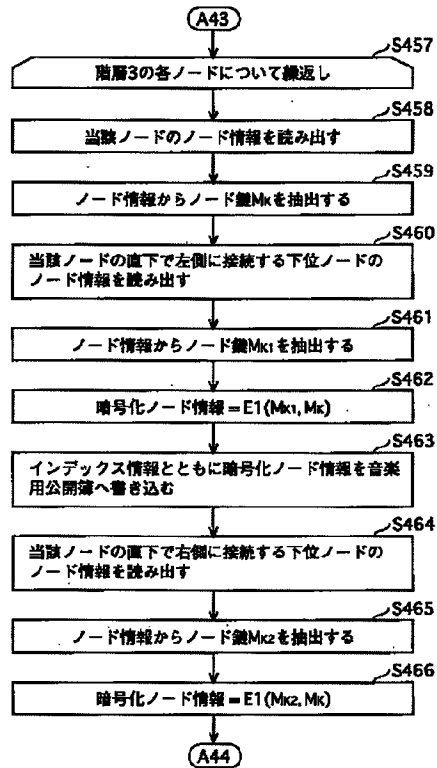 A43
S457
階層3の各ノードについて繰返し
S458
当該ノードのノード情報を読み出す
S459
ノード情報からノード鍵MKを抽出する
S460
当該ノードの直下で左側に接続する下位ノードの
ノード情報を読み出す
S461
ノード情報からノード鍵MK1を抽出する
S462
暗号化ノード情報=E1(MK1, MK)
S463
インデックス情報とともに暗号化ノード情報を音楽
用公開簿へ書き込む
S464
当該ノードの直下で右側に接続する下位ノードの
ノード情報を読み出す
S465
ノード情報からノード鍵MK2を抽出する
S466
暗号化ノード情報=E1(MK2, MK)
A44